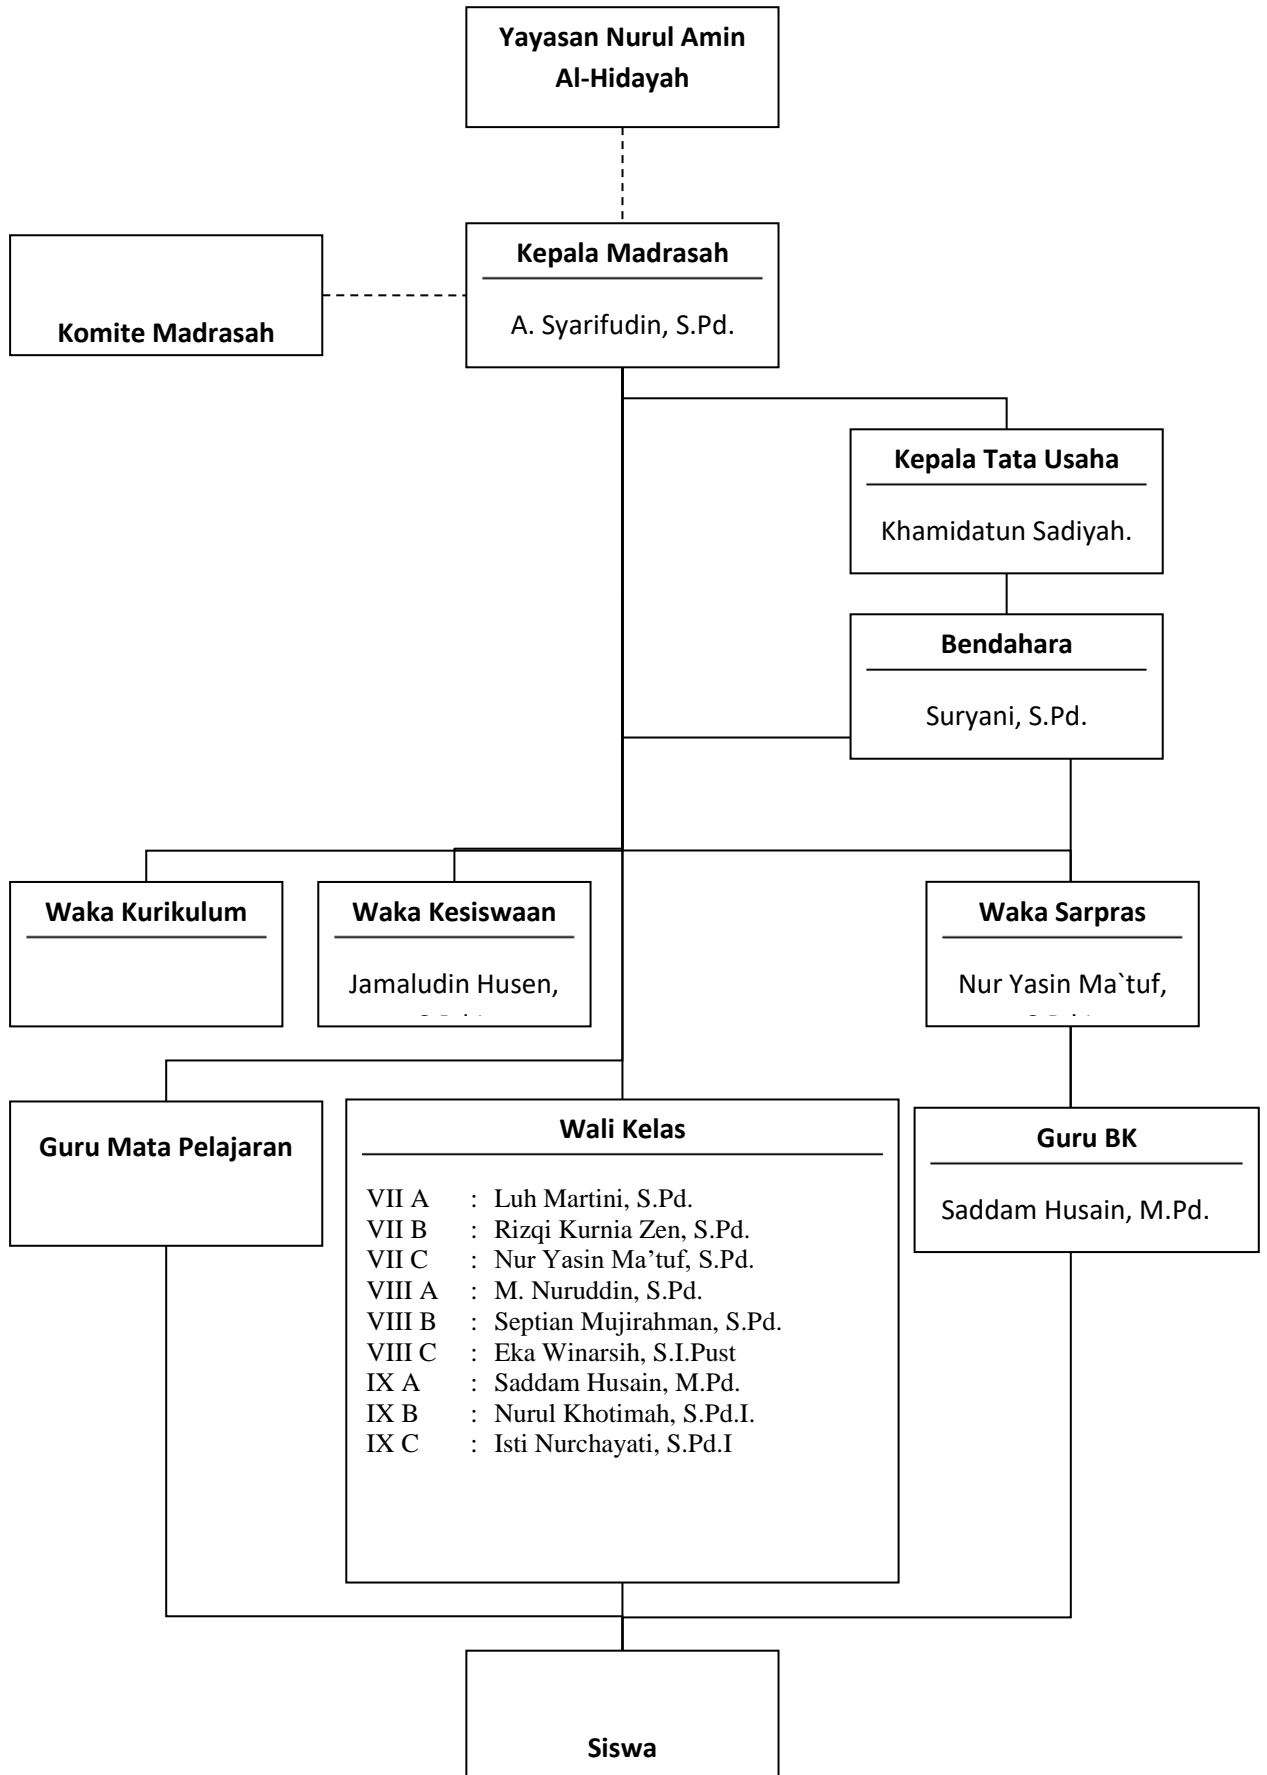 Yayasan Nurul Amin
Al-Hidayah
Kepala Madrasah
A. Syarifudin, S.Pd.
Komite Madrasah
Kepala Tata Usaha
Khamidatun Sadiyah.
Bendahara
Suryani, S.Pd.
Waka Kurikulum
Waka Kesiswaan
Jamaludin Husen,
Waka Sarpras
Nur Yasin Ma`tuf,
Guru Mata Pelajaran
Wali Kelas
VII A : Luh Martini, S.Pd.
VII B : Rizqi Kurnia Zen, S.Pd.
VII C : Nur Yasin Ma’tuf, S.Pd.
VIII A : M. Nuruddin, S.Pd.
VIII B : Septian Mujirahman, S.Pd.
VIII C : Eka Winarsih, S.I.Pust
IX A : Saddam Husain, M.Pd.
IX B : Nurul Khotimah, S.Pd.I.
IX C : Isti Nurchayati, S.Pd.I
Guru BK
Saddam Husain, M.Pd.
Siswa